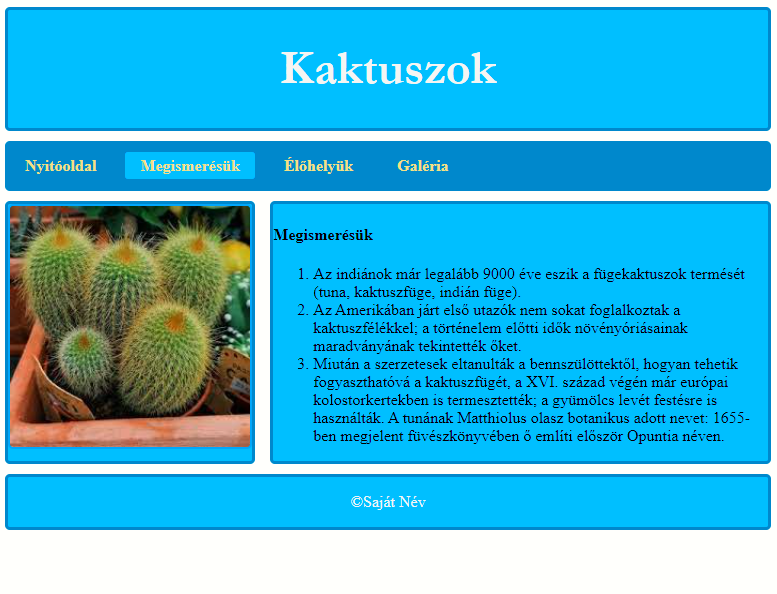 Kaktuszok
Nyitóoldal Megismerésük Élőhelyük Galéria
Megismerésük
1. Az indiánok már legalább 9000 éve eszik a fügekaktuszok termését
(tuna, kaktuszfüge, indián füge).
2. Az Amerikában járt első utazók nem sokat foglalkoztak a
kaktuszfélékkel; a történelem előtti idők növényóriásainak
maradványának tekintették őket.
3. Miután a szerzetesek eltanulták a bennszülöttektől, hogyan tehetik
fogyaszthatóvá a kaktuszfügét, a XVI. század végén már európai
kolostorkertekben is termesztették; a gyümölcs levét festésre is
használták. A tunának Matthiolus olasz botanikus adott nevet: 1655-
ben megjelent füvészkönyvében ő említi először Opuntia néven.
©Saját Név